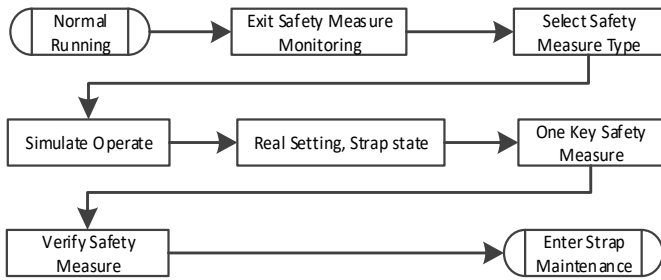 Normal
Running
Exit Safety Measure
Monitoring
Select Safety
Measure Type
Simulate Operate
Real Setting, Strap state
One Key Safety
Measure
Verify Safety
Measure
Enter Strap
Maintenance